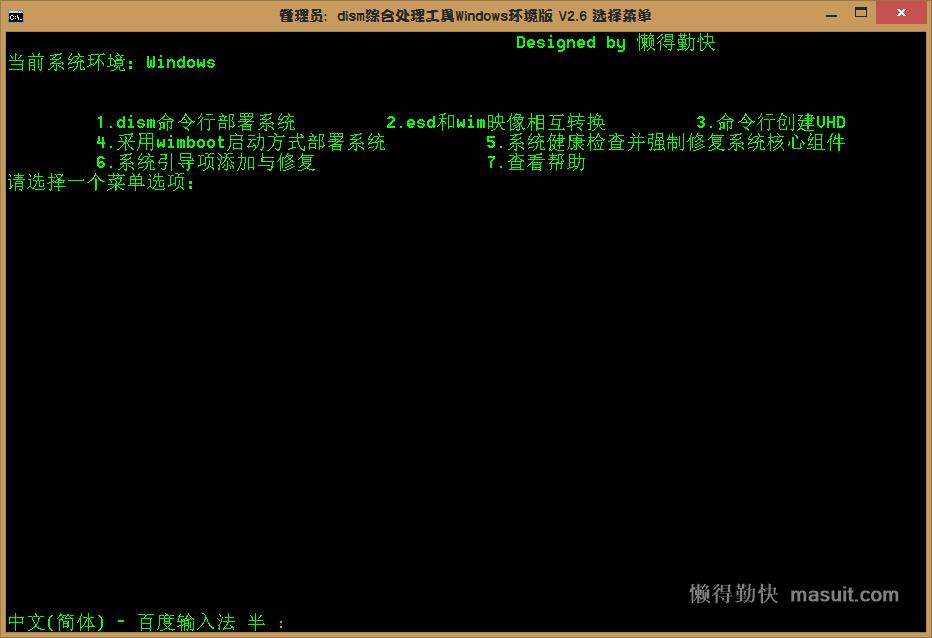 管理员: dism综合处理工具Windows环境版 V2.6 选择菜单
Designed by 懒得勤快
当前系统环境: Windows
1.dism命令行部署系统 2.esd和wim映像相互转换 3.命令行创建VHD
4.采用wimboot启动方式部署系统 5.系统健康检查并强制修复系统核心组件
6.系统引导项添加与修复 7.查看帮助
请选择一个菜单选项:
懒得勤快 masuit.com
中文(简体) - 百度输入法 半 :